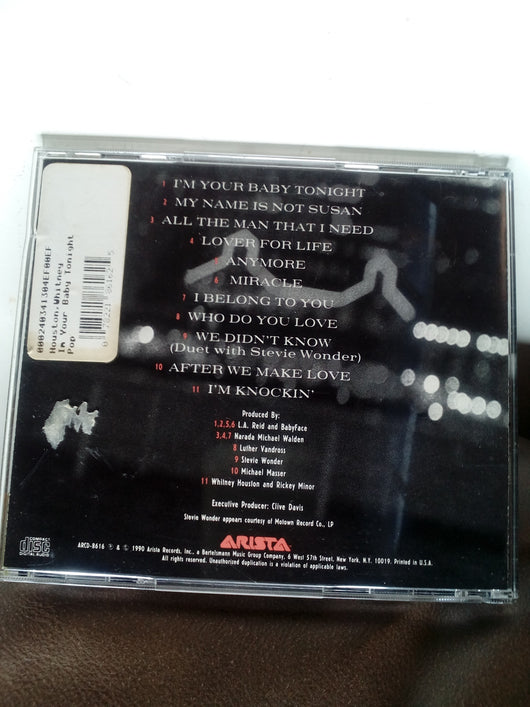 1 I'M YOUR BABY TONIGHT
2 MY NAME IS NOT SUSAN
3 ALL THE MAN THAT I NEED
4 LOVER FOR LIFE
5 ANYMORE
6 MIRACLE
7 I BELONG TO YOU
8 WHO DO YOU LOVE
9 WE DIDN'T KNOW
(Duet with Stevie Wonder)
10 AFTER WE MAKE LOVE
11 I'M KNOCKIN'
Produced By:
1,2,5,6 L.A. Reid and Babyface
3,4,7 Narada Michael Walden
8 Luther Vandross
9 Stevie Wonder
10 Michael Masser
11 Whitney Houston and Rickey Minor
Executive Producer: Clive Davis
Stevie Wonder appears courtesy of Motown Record Co., LP
ARISTA
ARCD-8616 ℗ & © 1990 Arista Records, Inc., a Bertelsmann Music Group Company. 6 West 57th Street, New York, N.Y. 10019. Printed in U.S.A.
All rights reserved. Unauthorized duplication is a violation of applicable laws.
COMPACT
disc
DIGITAL AUDIO
000240341304EF00EF
Houston,Whitney
Im Your Baby Tonight
Pop